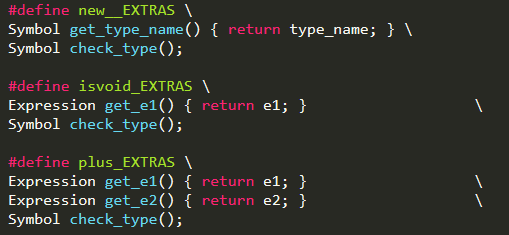 #define new__EXTRAS \
Symbol get_type_name() { return type_name; } \
Symbol check_type();
#define isvoid_EXTRAS \
Expression get_e1() { return e1; } \
Symbol check_type();
#define plus_EXTRAS \
Expression get_e1() { return e1; } \
Expression get_e2() { return e2; } \
Symbol check_type();